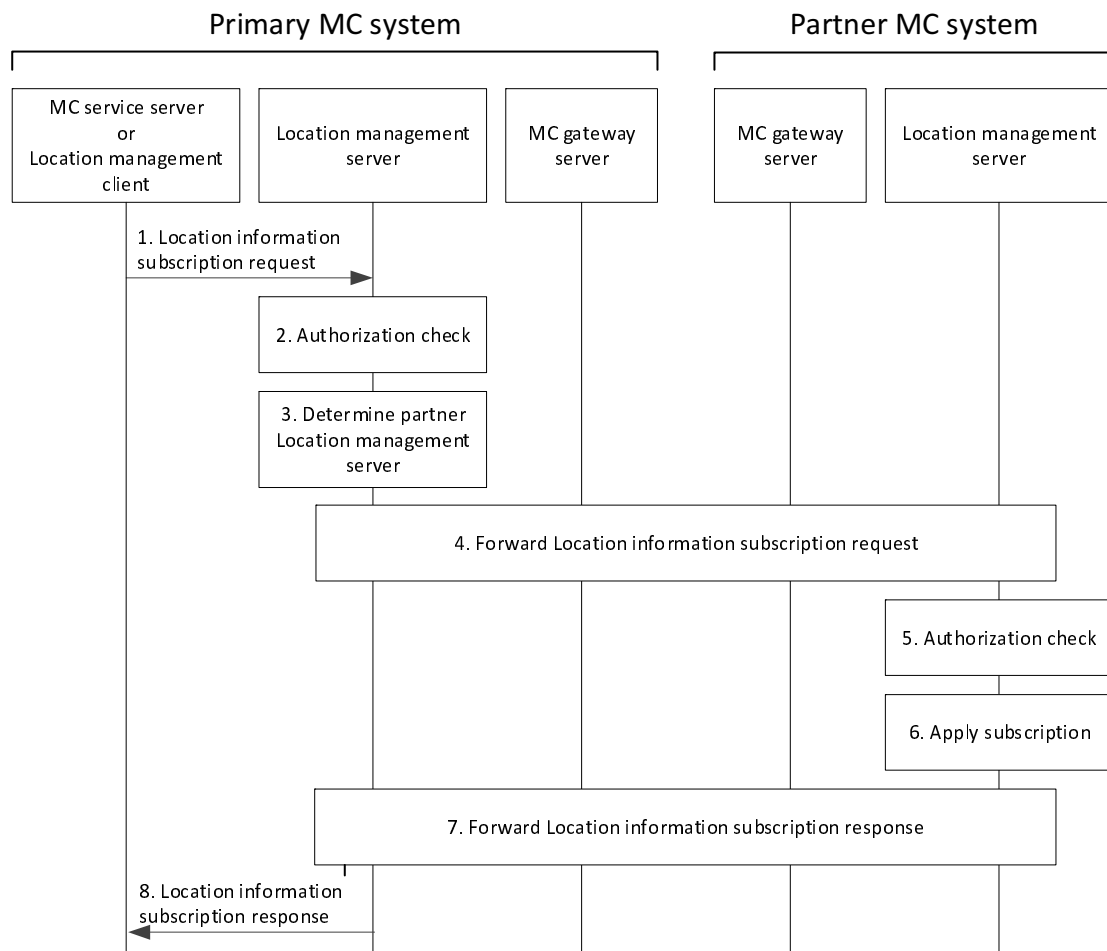 Primary MC system
Partner MC system
MC service server
or
Location management
client
Location management
server
MC gateway
server
MC gateway
server
Location management
server
1. Location information
subscription request
2. Authorization check
3. Determine partner
Location management
server
4. Forward Location information subscription request
5. Authorization check
6. Apply subscription
7. Forward Location information subscription response
8. Location information
subscription response